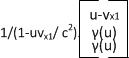 u-vx1
1/(1-uvx1/ c²). γ(u)
γ(u)